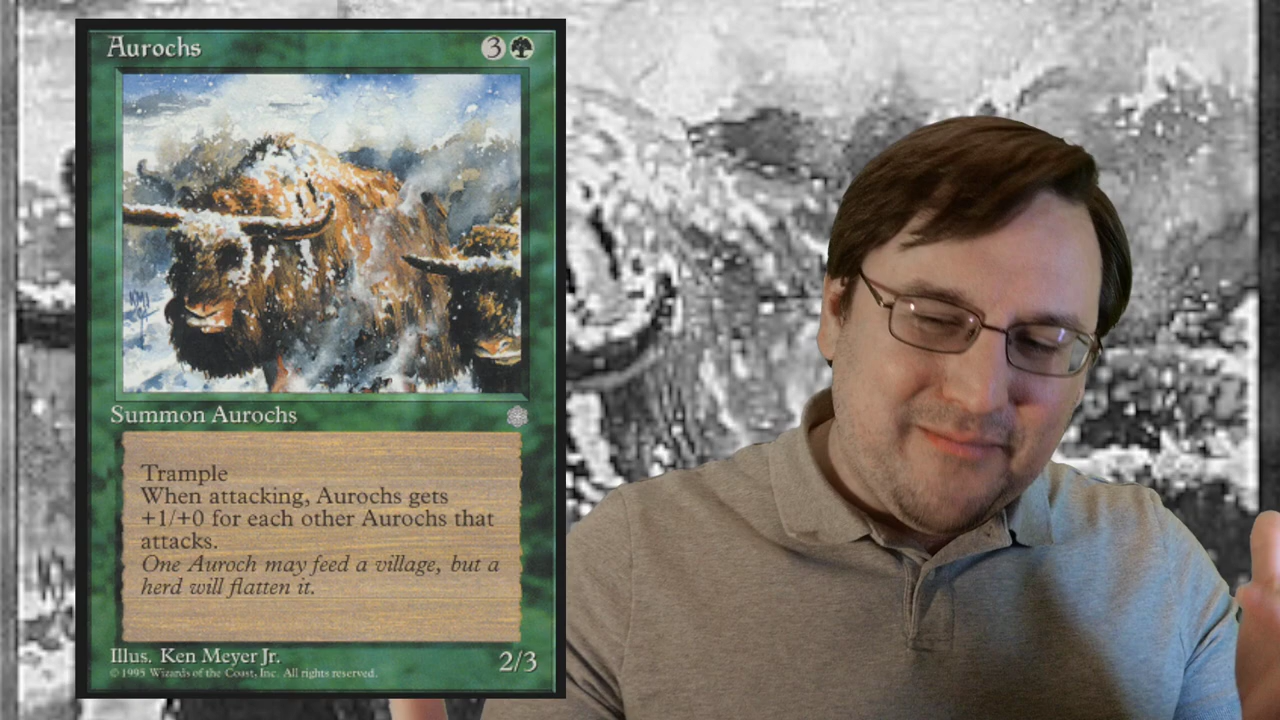 Aurochs 3
Summon Aurochs
Trample
When attacking, Aurochs gets
+1/+0 for each other Aurochs that
attacks.
One Auroch may feed a village, but a
herd will flatten it.
Illus. Ken Meyer Jr.
2/3
© 1995 Wizards of the Coast, Inc. All rights reserved.